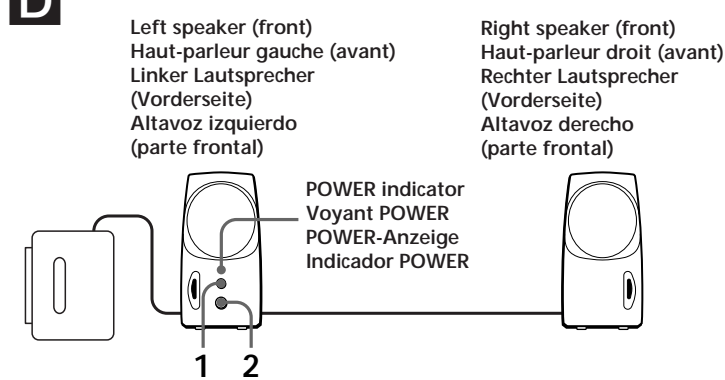 D
Left speaker (front)
Haut-parleur gauche (avant)
Linker Lautsprecher
(Vorderseite)
Altavoz izquierdo
(parte frontal)
Right speaker (front)
Haut-parleur droit (avant)
Rechter Lautsprecher
(Vorderseite)
Altavoz derecho
(parte frontal)
POWER indicator
Voyant POWER
POWER-Anzeige
Indicador POWER
1 2